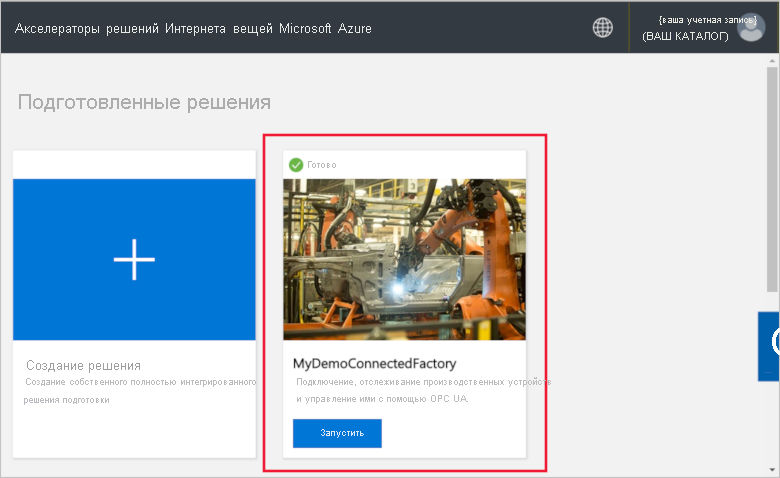 Акселераторы решений Интернета вещей Microsoft Azure
{ваша учетная запись}
(ВАШ КАТАЛОГ)
Подготовленные решения
Готово
Создание решения
Создание собственного полностью интегрированного
решения подготовки
MyDemoConnectedFactory
Подключение, отслеживание производственных устройств
и управление ими с помощью OPC UA.
Запустить